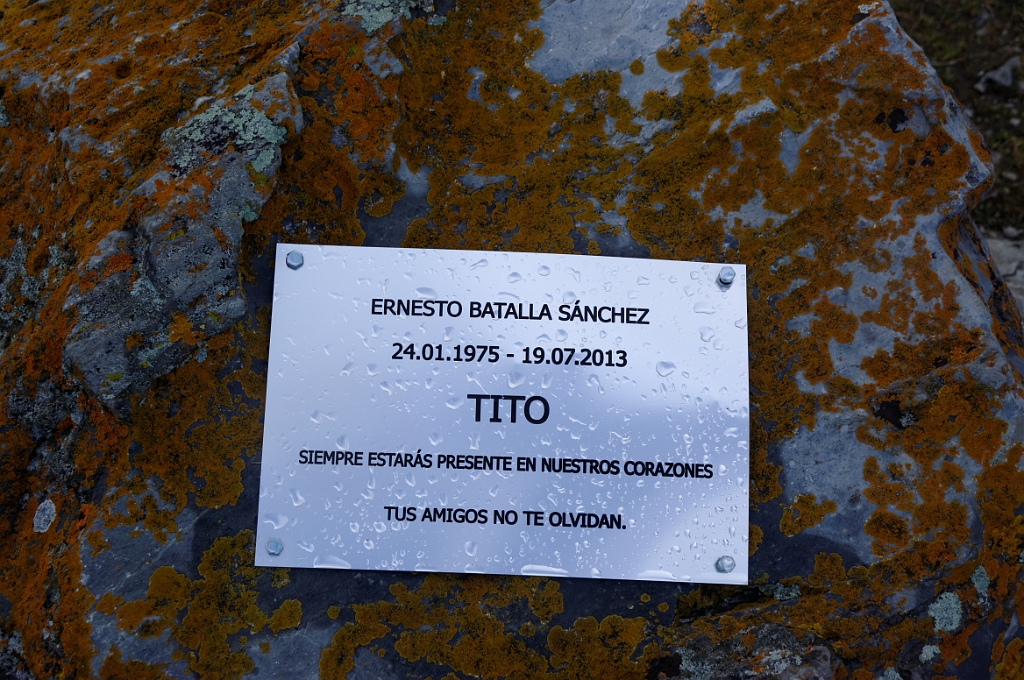 ERNESTO BATALLA SÁNCHEZ
24.01.1975 - 19.07.2013
TITO
SIEMPRE ESTARÁS PRESENTE EN NUESTROS CORAZONES
TUS AMIGOS NO TE OLVIDAN.